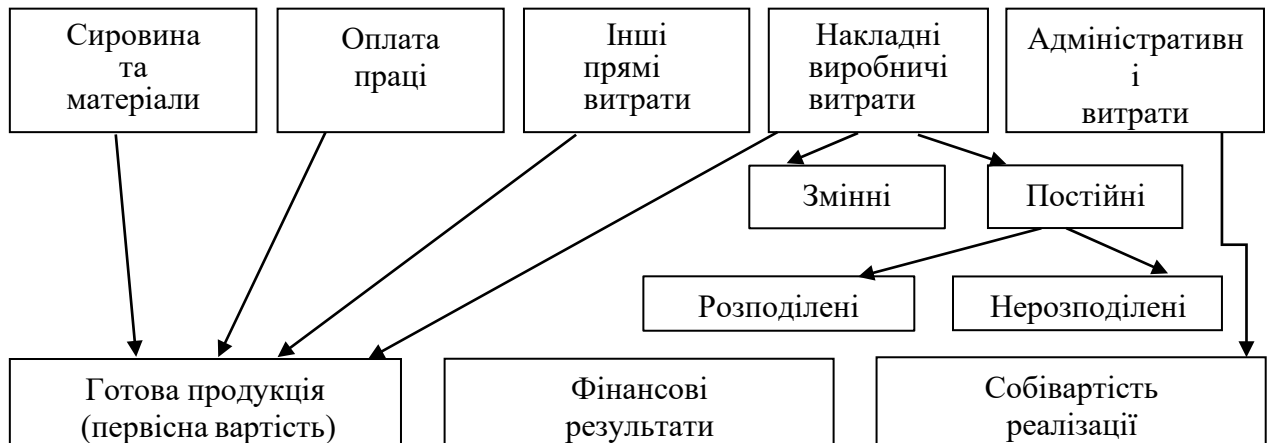 Сировина
та
матеріали
Оплата
праці
Інші
прямі
витрати
Накладні
виробничі
витрати
Адміністративн
і
витрати
Змінні
Постійні
Розподілені
Нерозподілені
Готова продукція
(первісна вартість)
Фінансові
результати
Собівартість
реалізації